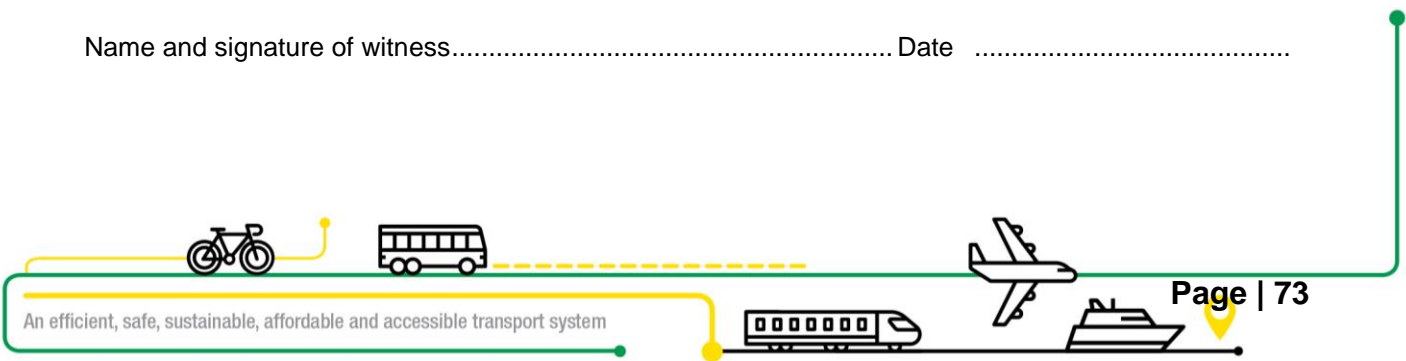 Name and signature of witness............................................................ Date ...........................................
Page | 73
An efficient, safe, sustainable, affordable and accessible transport system